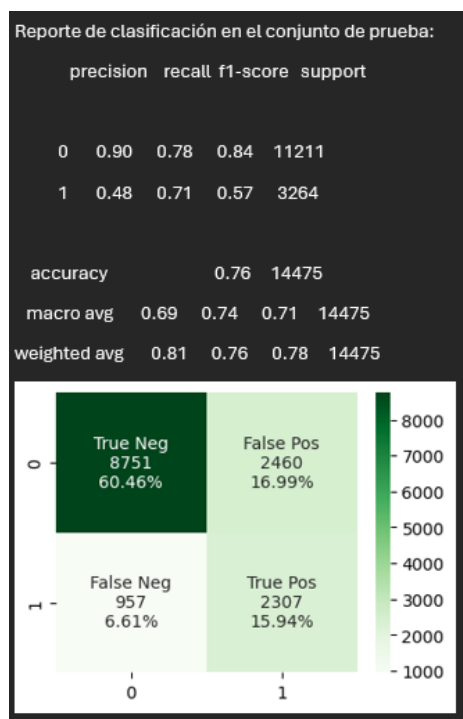 Reporte de clasificación en el conjunto de prueba:
precision recall f1-score support
0 0.90 0.78 0.84 11211
1 0.48 0.71 0.57 3264
accuracy 0.76 14475
macro avg 0.69 0.74 0.71 14475
weighted avg 0.81 0.76 0.78 14475
0
True Neg
8751
60.46%
False Pos
2460
16.99%
1
False Neg
957
6.61%
True Pos
2307
15.94%
0 1
8000
7000
6000
5000
4000
3000
2000
1000